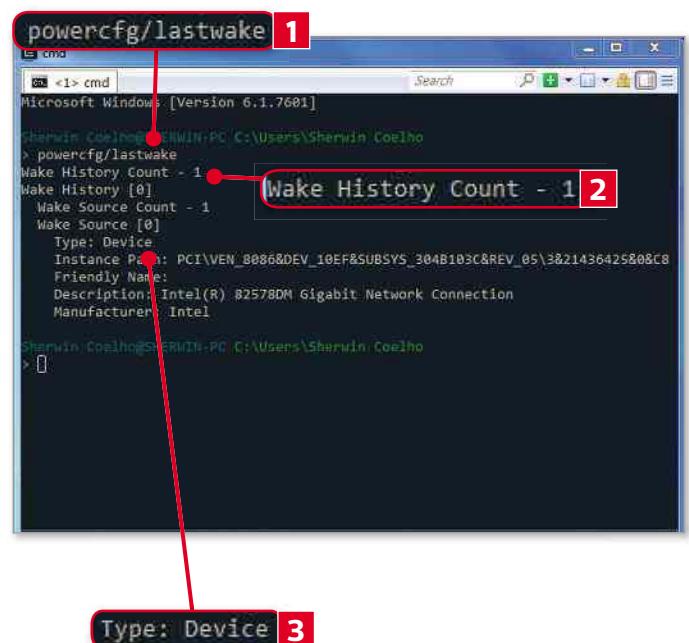 powercfg/lastwake 1
cmd
<1> cmd
Search
Microsoft Windows [Version 6.1.7601]
Sherwin Coelho@SHERWIN-PC C:\Users\Sherwin Coelho
> powercfg/lastwake
Wake History Count - 1
Wake History Count - 1 2
Wake History [0]
Wake Source Count - 1
Wake Source [0]
Type: Device
Instance Path: PCI\VEN_8086&DEV_10EF&SUBSYS_304B103C&REV_05\3&21436425&0&C8
Friendly Name:
Description: Intel(R) 82578DM Gigabit Network Connection
Manufacturer: Intel
Sherwin Coelho@SHERWIN-PC C:\Users\Sherwin Coelho
>
Type: Device 3